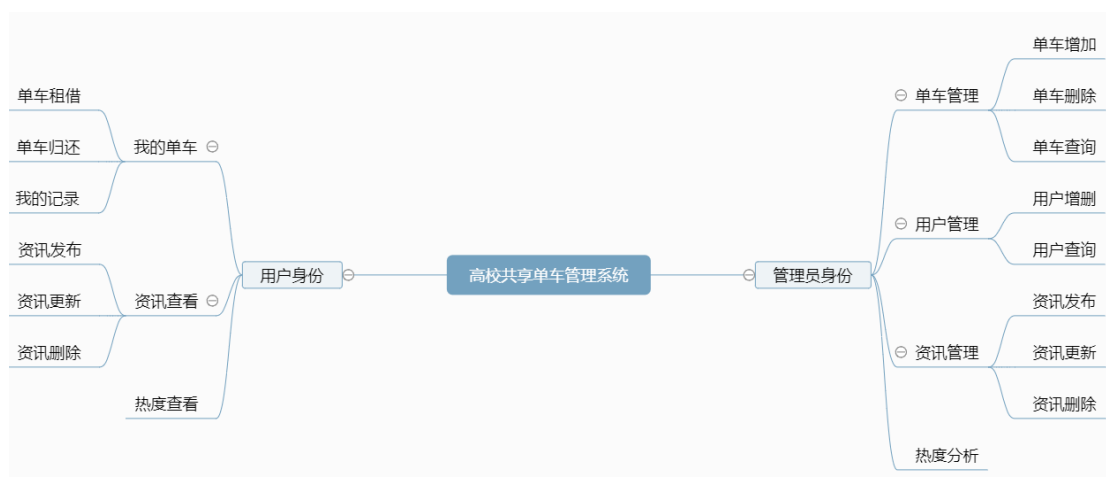 高校共享单车管理系统
用户身份
我的单车
单车租借
单车归还
我的记录
资讯查看
资讯发布
资讯更新
资讯删除
热度查看
管理员身份
单车管理
单车增加
单车删除
单车查询
用户管理
用户增删
用户查询
资讯管理
资讯发布
资讯更新
资讯删除
热度分析